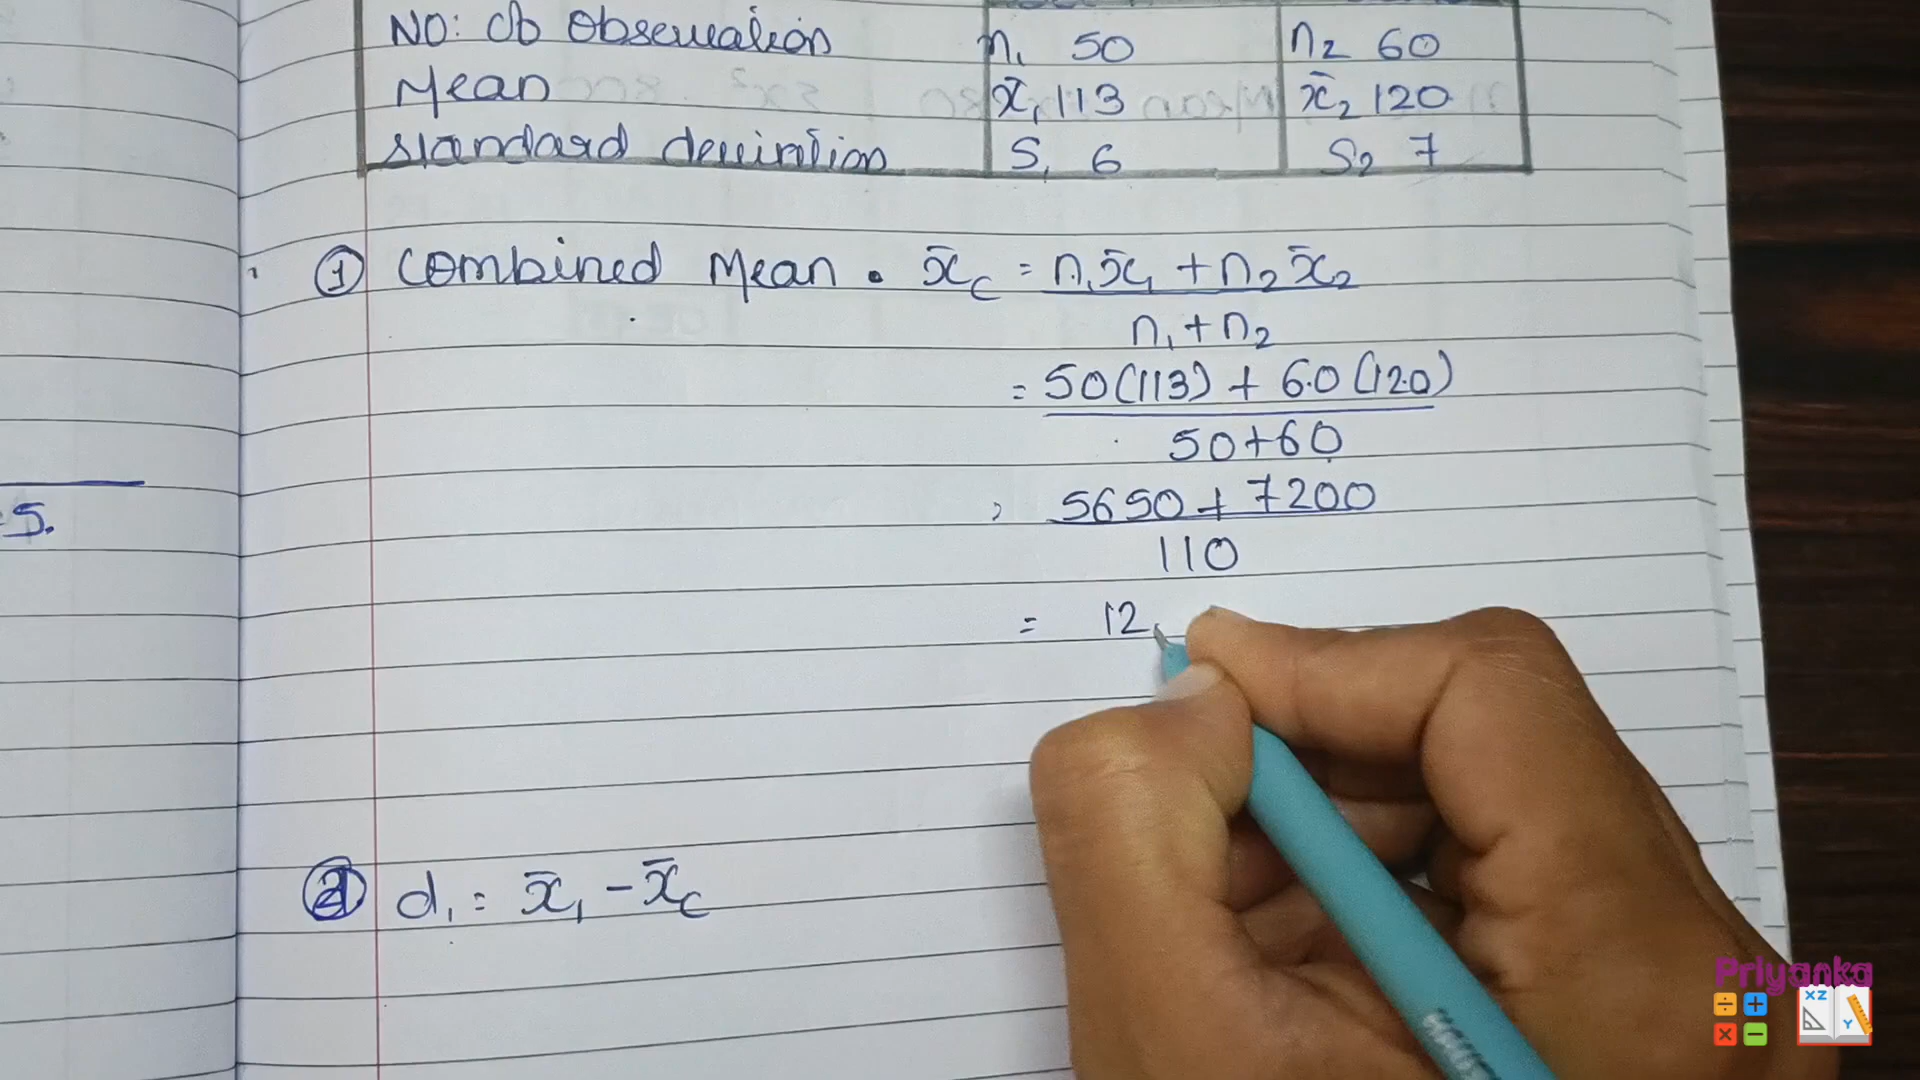 NO: of Observation n₁ 50 n₂ 60
Mean x̄₁ 113 x̄₂ 120
Standard deviation S₁ 6 S₂ 7
① Combined Mean. x̄c = n₁x̄₁ + n₂x̄₂
n₁ + n₂
= 50(113) + 60(120)
50+60
5650 + 7200
110
= 12
② d₁ = x̄₁ - x̄c
5.
Priyanka
XZ
Y